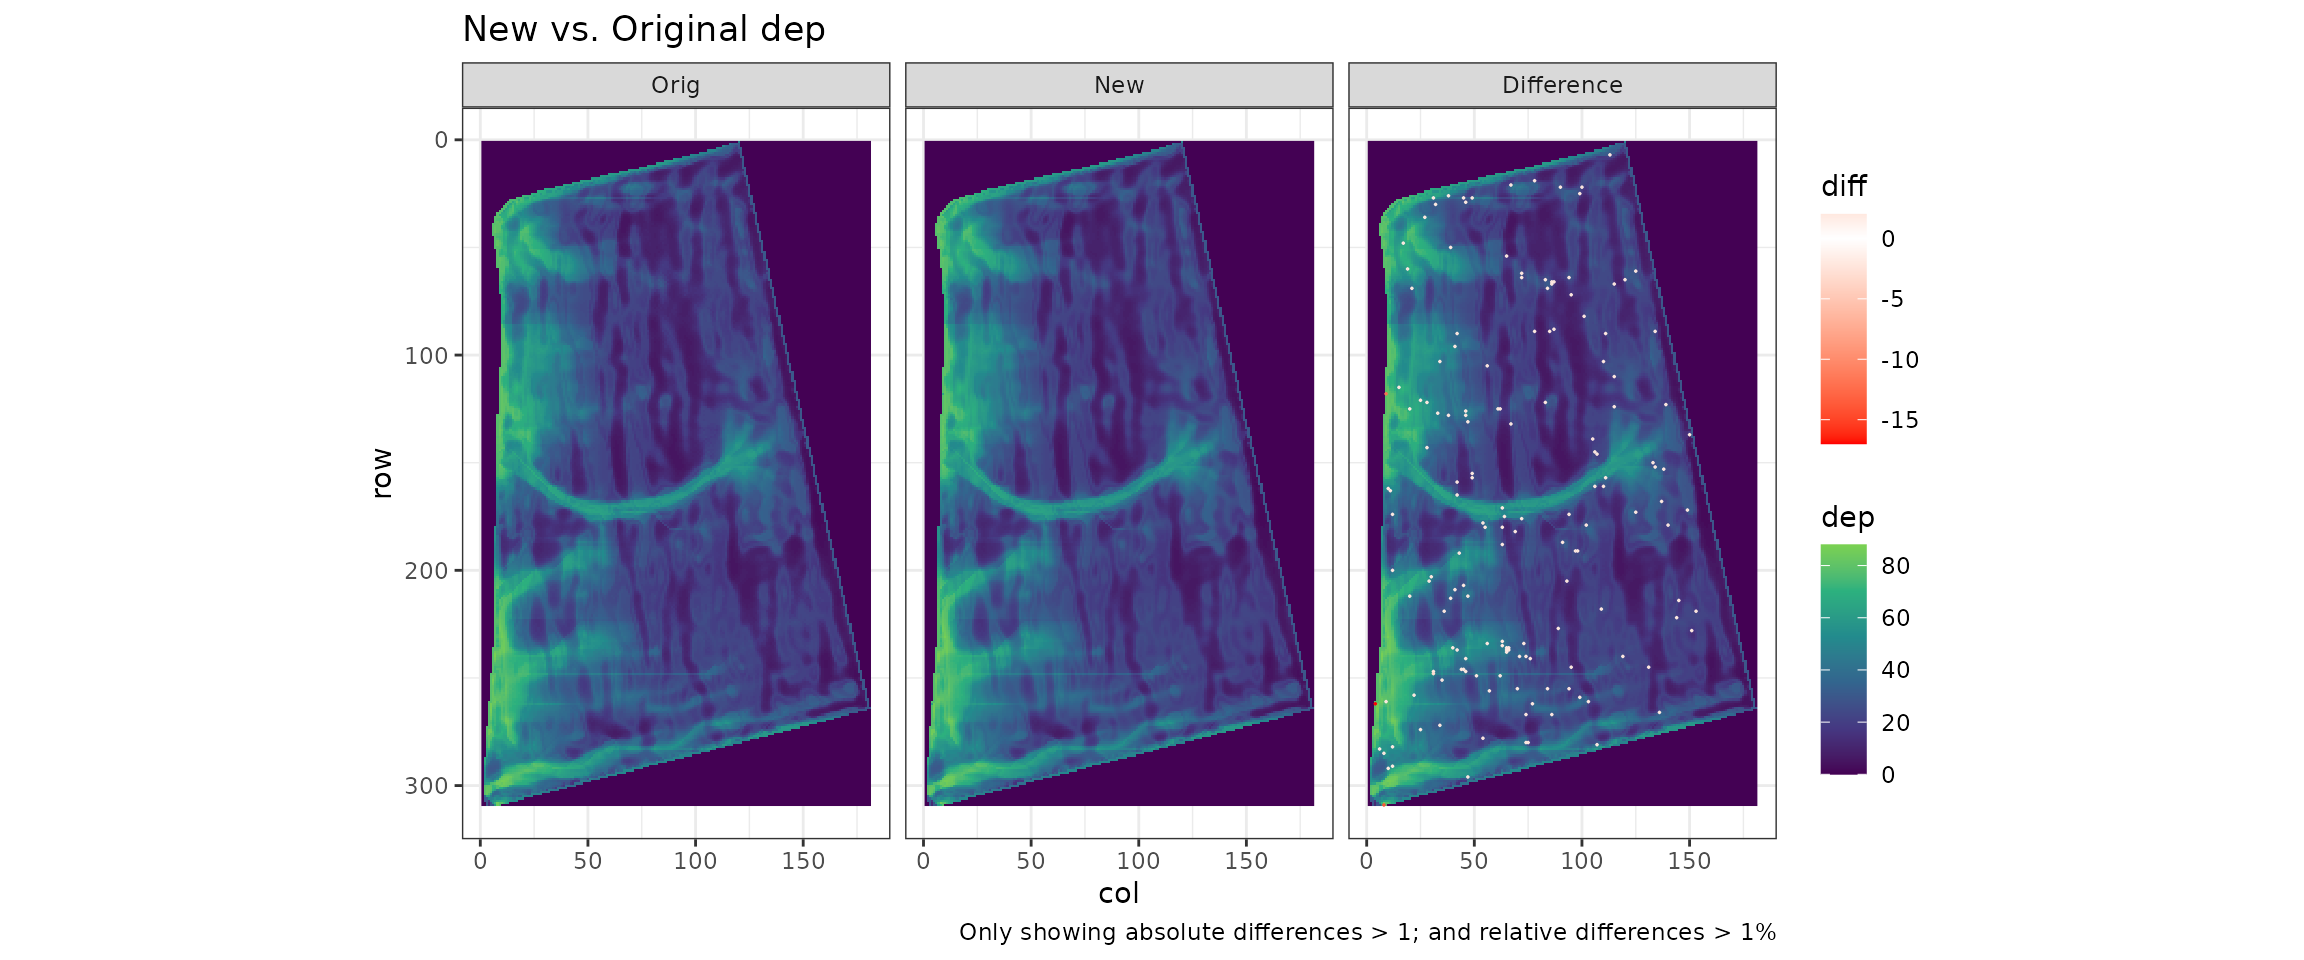 New vs. Original dep
Orig
New
Difference
0
100
200
300
row
0
50
100
150
0
50
100
150
0
50
100
150
col
diff
0
-5
-10
-15
dep
80
60
40
20
0
Only showing absolute differences > 1; and relative differences > 1%